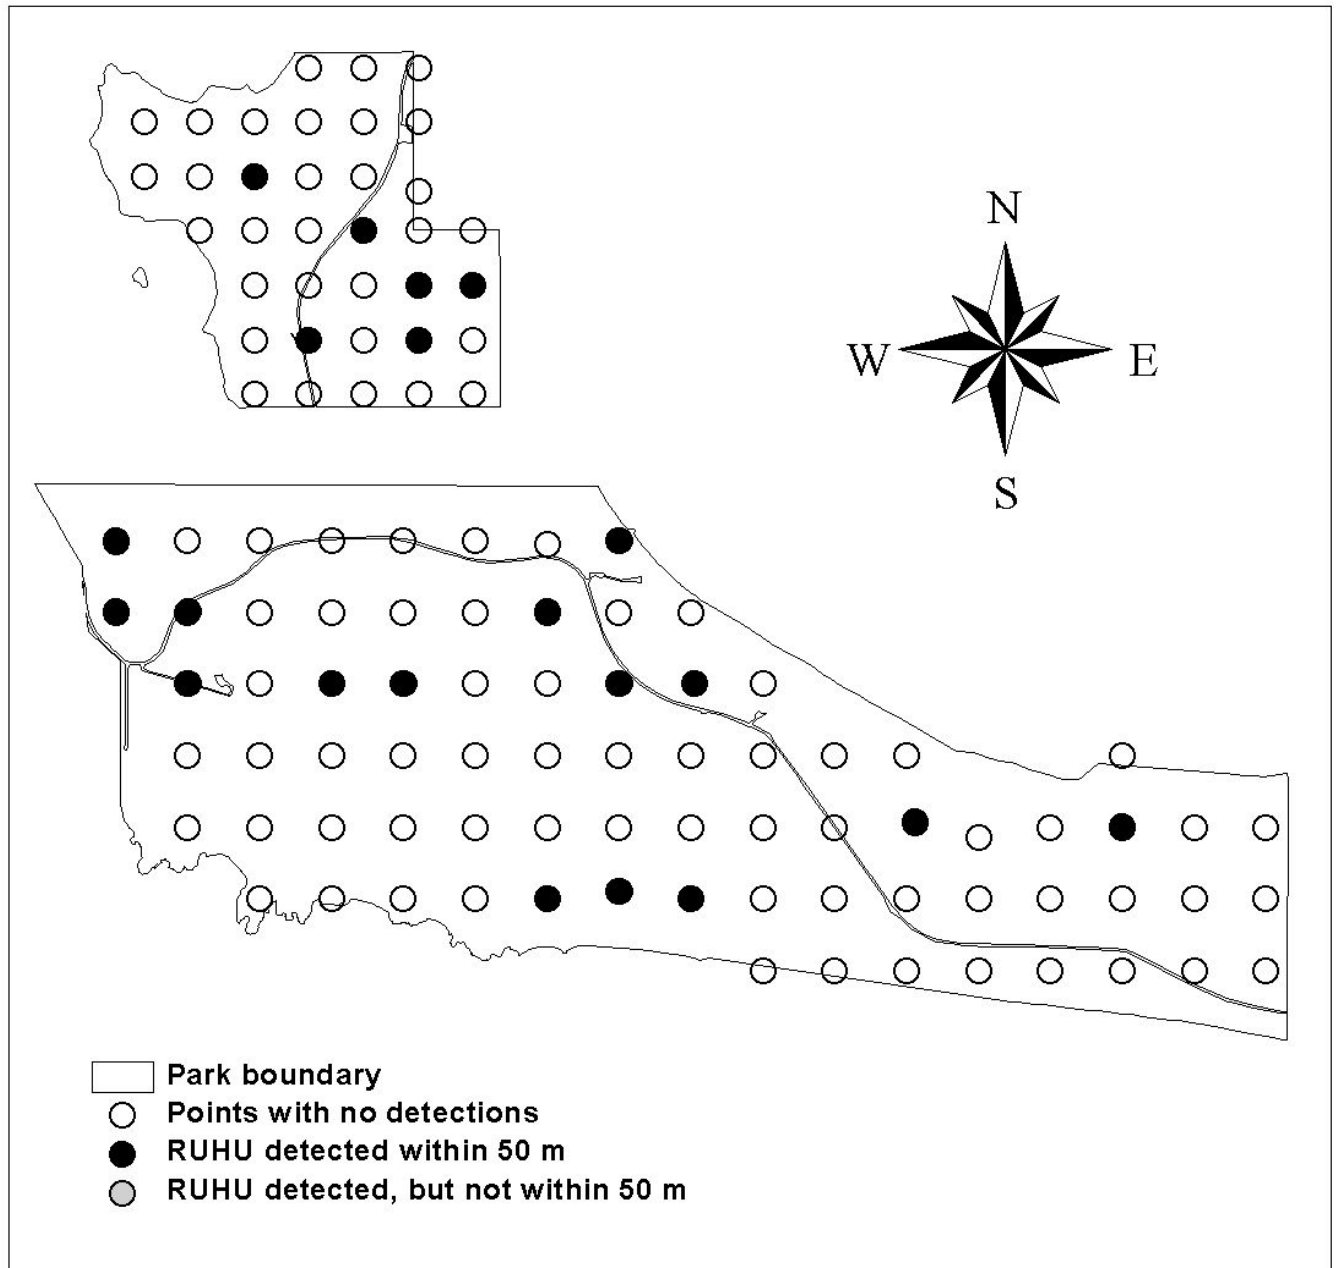 N
W E
S
Park boundary
Points with no detections
RUHU detected within 50 m
RUHU detected, but not within 50 m